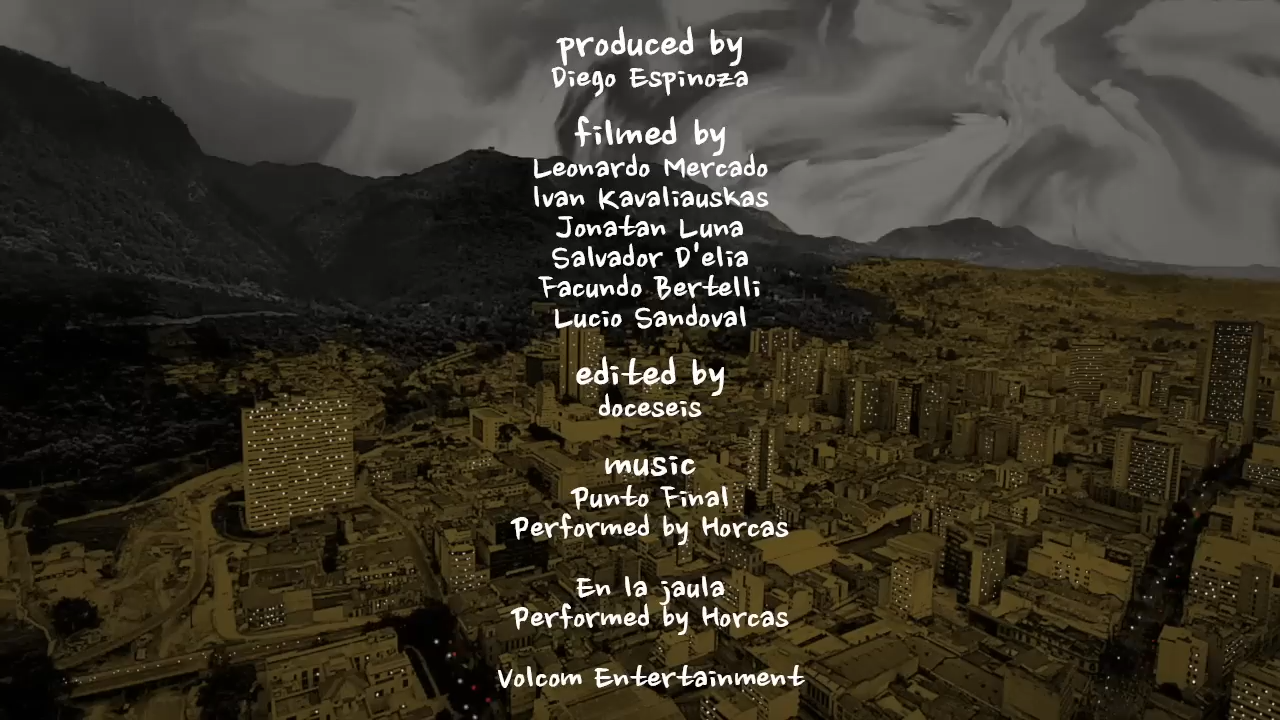 produced by
Diego Espinoza
filmed by
Leonardo Mercado
Ivan Kavaliauskas
Jonatan Luna
Salvador D'elia
Facundo Bertelli
Lucio Sandoval
edited by
doceseis
music
Punto Final
Performed by Horcas
En la jaula
Performed by Horcas
Volcom Entertainment